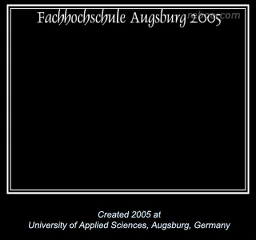 Fachhochschule Augsburg 2005
Created 2005 at
University of Applied Sciences, Augsburg, Germany